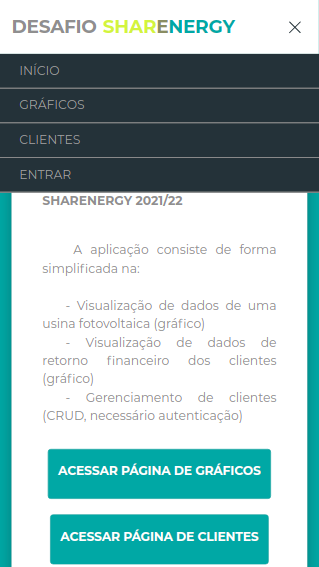 DESAFIO SHARENERGY
INÍCIO
GRÁFICOS
CLIENTES
ENTRAR
SHARENERGY 2021/22
A aplicação consiste de forma
simplificada na:
- Visualização de dados de uma
usina fotovoltaica (gráfico)
- Visualização de dados de
retorno financeiro dos clientes
(gráfico)
- Gerenciamento de clientes
(CRUD, necessário autenticação)
ACESSAR PÁGINA DE GRÁFICOS
ACESSAR PÁGINA DE CLIENTES